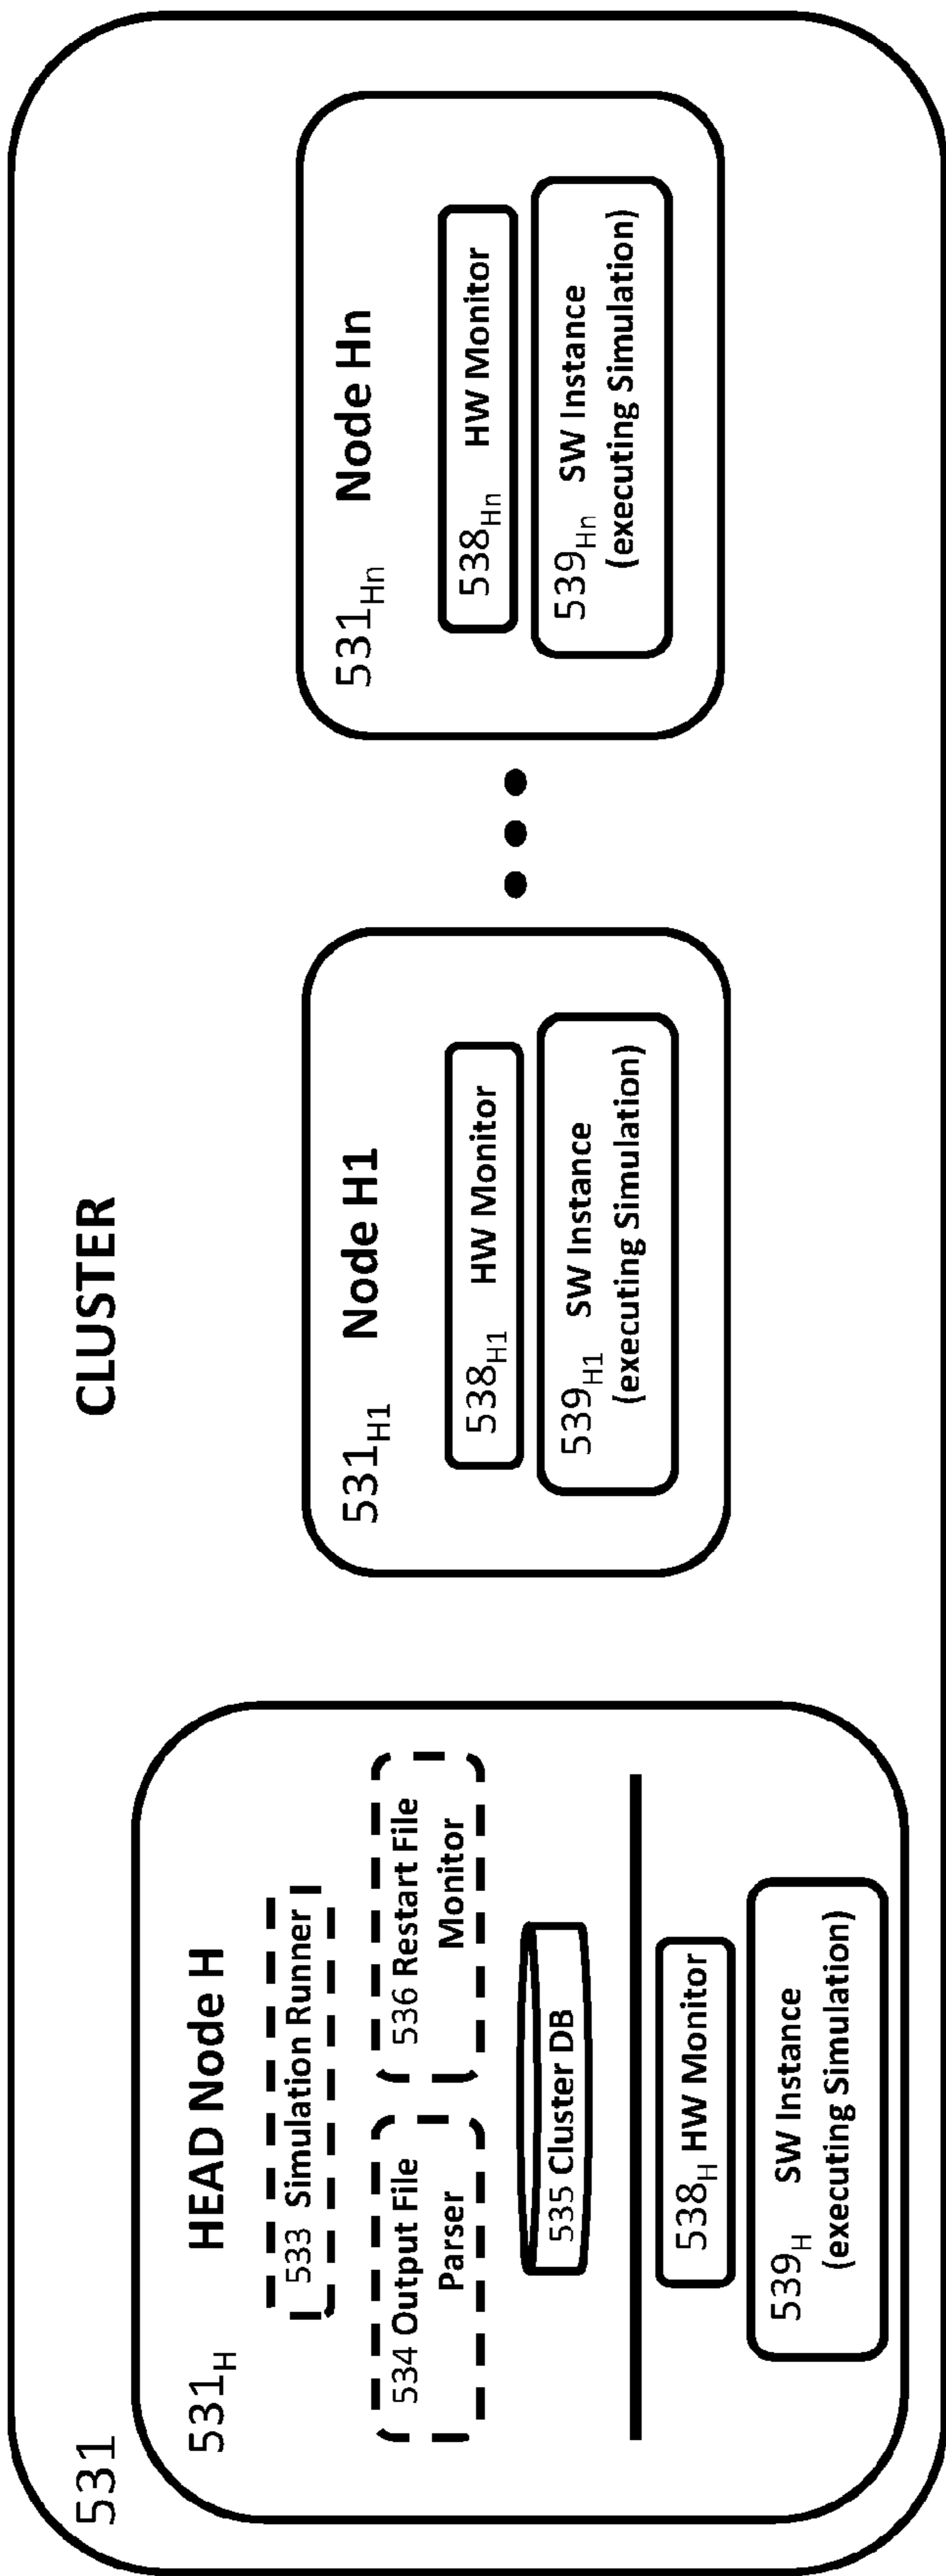 531
CLUSTER
531H HEAD Node H
533 Simulation Runner
534 Output File
Parser
536 Restart File
Monitor
535 Cluster DB
538H HW Monitor
539H SW Instance
(executing Simulation)
531H1 Node H1
538H1 HW Monitor
539H1 SW Instance
(executing Simulation)
531Hn Node Hn
538Hn HW Monitor
539Hn SW Instance
(executing Simulation)